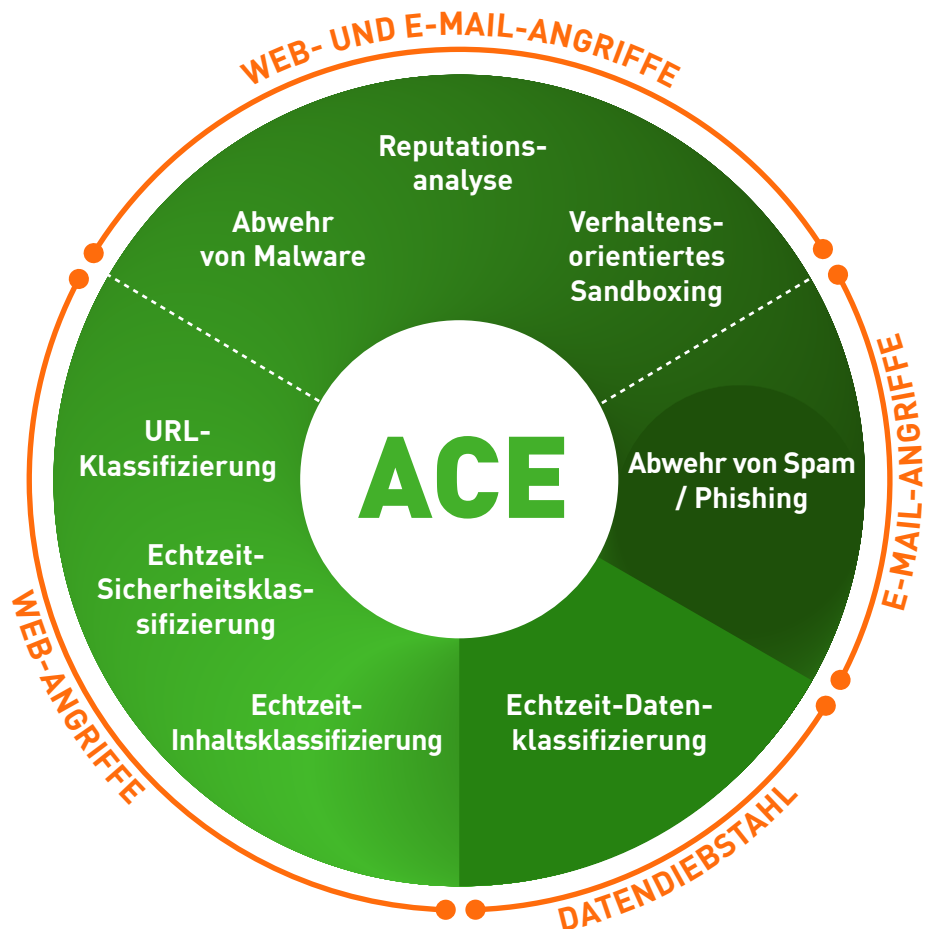 WEB- UND E-MAIL-ANGRIFFE
Reputations-
analyse
Abwehr
von Malware
Verhaltens-
orientiertes
Sandboxing
E-MAIL-ANGRIFFE
URL-
Klassifizierung
ACE
Abwehr von Spam
/ Phishing
Echtzeit-
Sicherheitsklas-
sifizierung
WEB-ANGRIFFE
Echtzeit-
Inhaltsklassifizierung
Echtzeit-Daten-
klassifizierung
DATENDIEBSTAHL